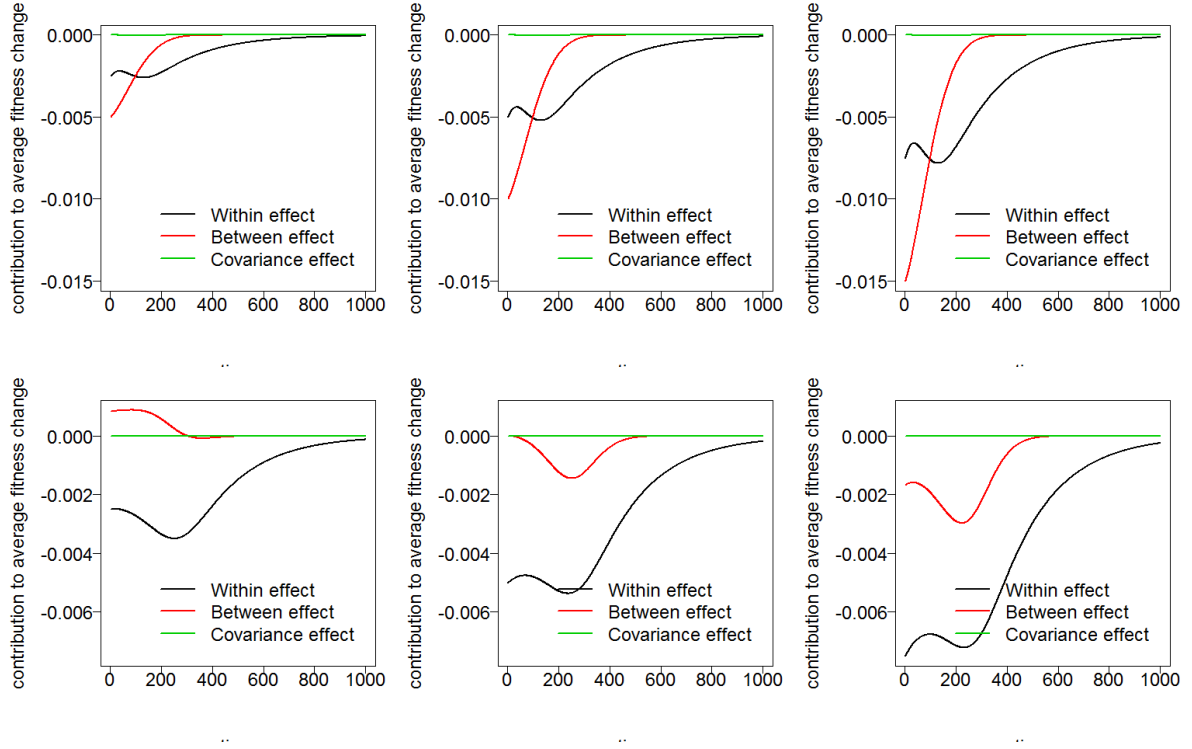 contribution to average fitness change
0.000
-0.005
-0.010
-0.015
Within effect
Between effect
Covariance effect
0 200 400 600 800 1000
contribution to average fitness change
0.000
-0.005
-0.010
-0.015
Within effect
Between effect
Covariance effect
0 200 400 600 800 1000
contribution to average fitness change
0.000
-0.005
-0.010
-0.015
Within effect
Between effect
Covariance effect
0 200 400 600 800 1000
contribution to average fitness change
0.000
-0.002
-0.004
-0.006
Within effect
Between effect
Covariance effect
0 200 400 600 800 1000
contribution to average fitness change
0.000
-0.002
-0.004
-0.006
Within effect
Between effect
Covariance effect
0 200 400 600 800 1000
contribution to average fitness change
0.000
-0.002
-0.004
-0.006
Within effect
Between effect
Covariance effect
0 200 400 600 800 1000